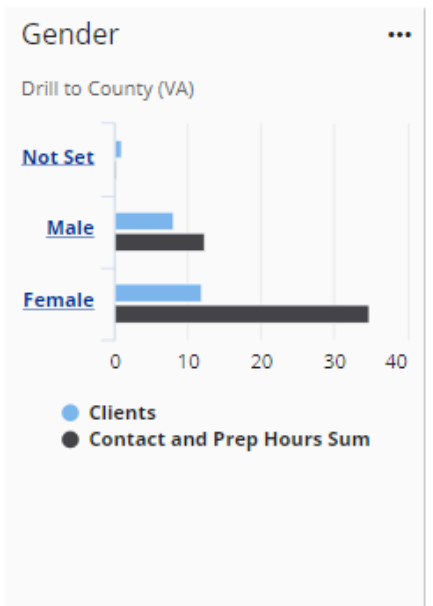 Gender
Drill to County (VA)
Not Set
Male
Female
0 10 20 30 40
Clients
Contact and Prep Hours Sum